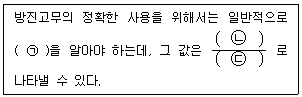 방진고무의 정확한 사용을 위해서는 일반적으로
( ㉠ )을 알아야 하는데, 그 값은 ( ㉡ ) / ( ㉢ ) 로
나타낼 수 있다.